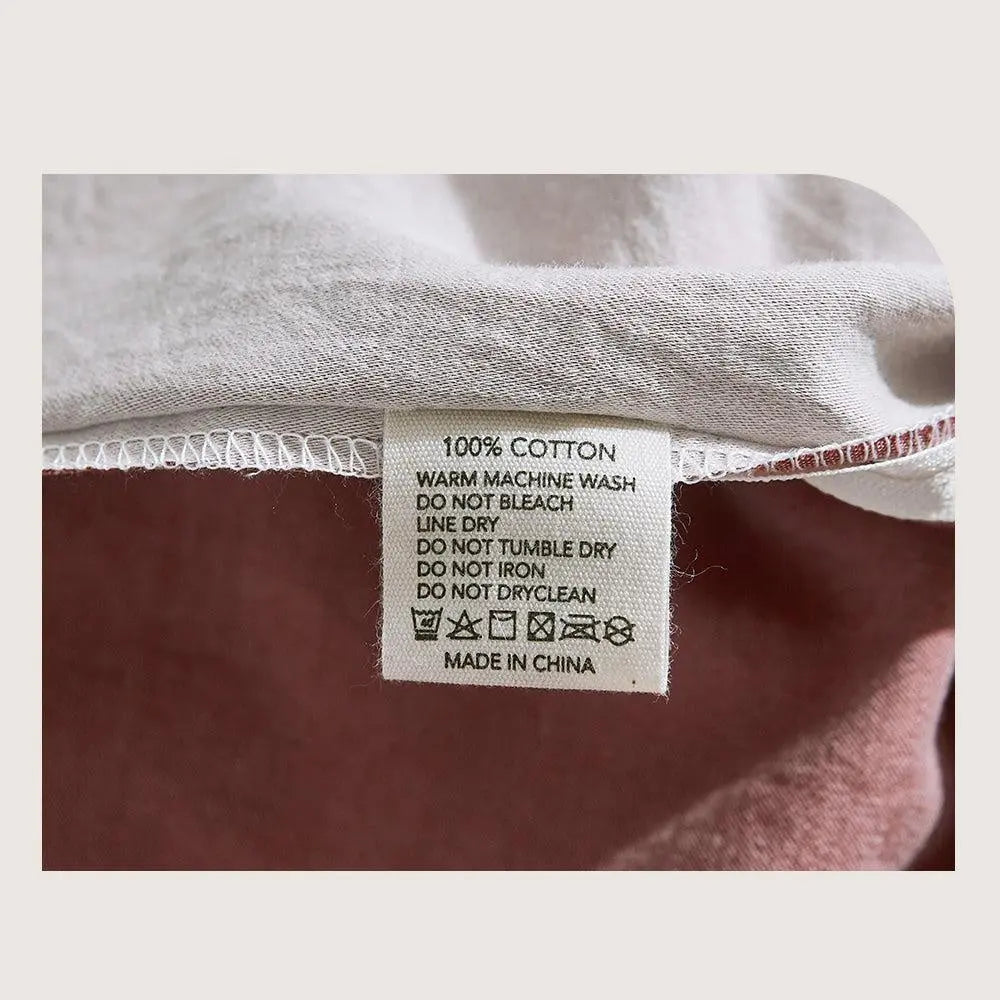 100% COTTON
WARM MACHINE WASH
DO NOT BLEACH
LINE DRY
DO NOT TUMBLE DRY
DO NOT IRON
DO NOT DRYCLEAN
40
MADE IN CHINA